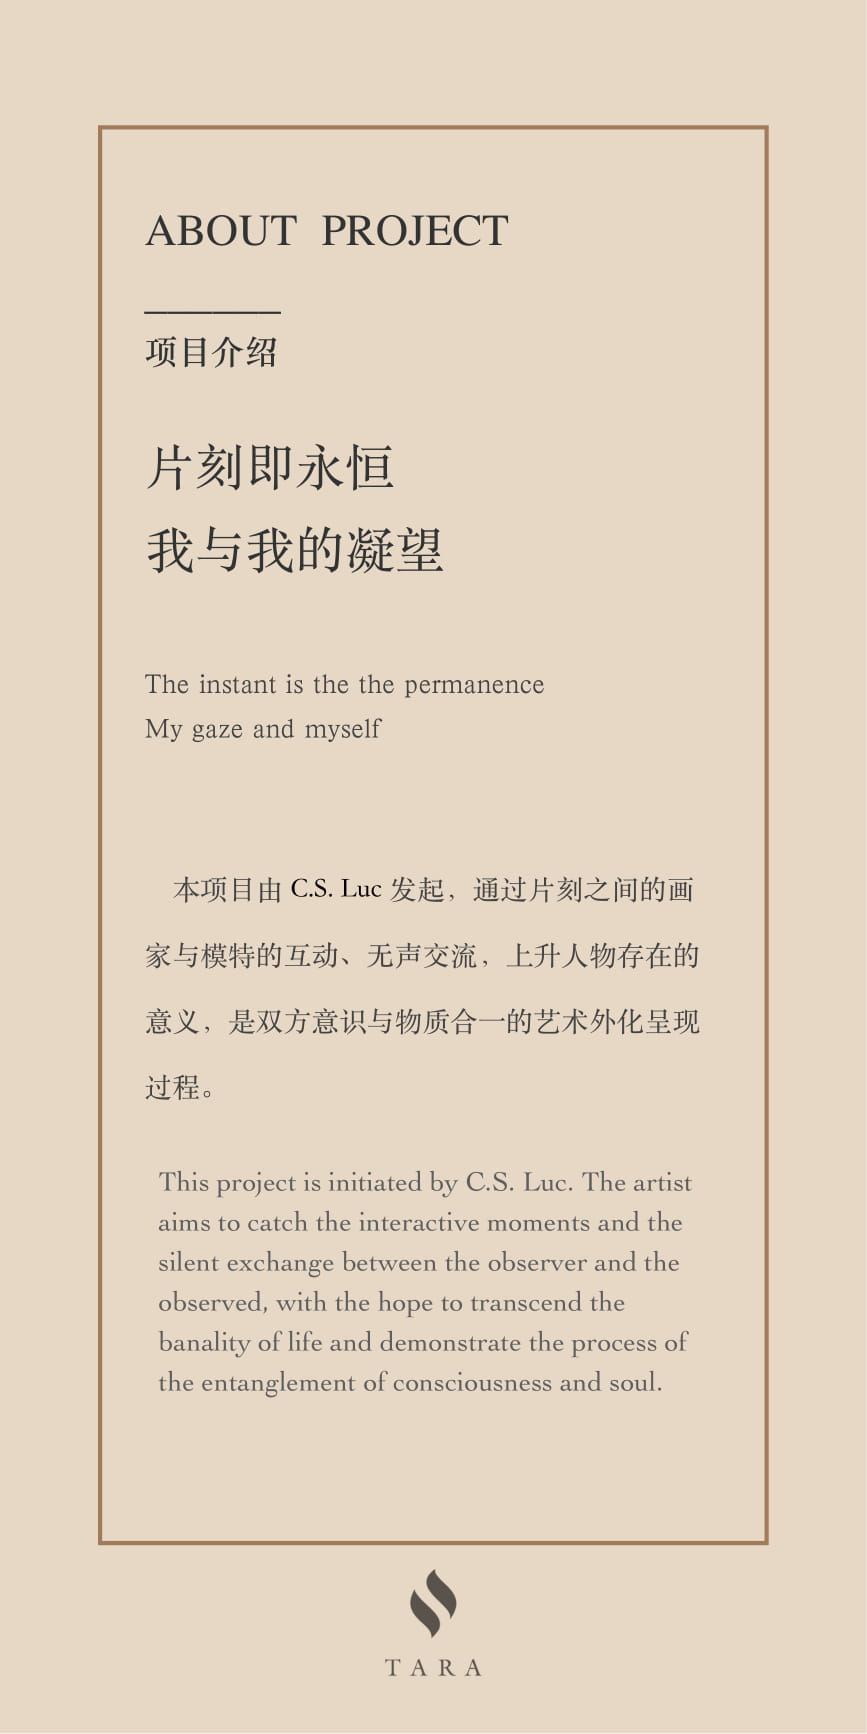 ABOUT PROJECT
项目介绍
片刻即永恒
我与我的凝望
The instant is the the permanence
My gaze and myself
本项目由 C.S. Luc 发起，通过片刻之间的画
家与模特的互动、无声交流，上升人物存在的
意义，是双方意识与物质合一的艺术外化呈现
过程。
This project is initiated by C.S. Luc. The artist
aims to catch the interactive moments and the
silent exchange between the observer and the
observed, with the hope to transcend the
banality of life and demonstrate the process of
the entanglement of consciousness and soul.
TARA